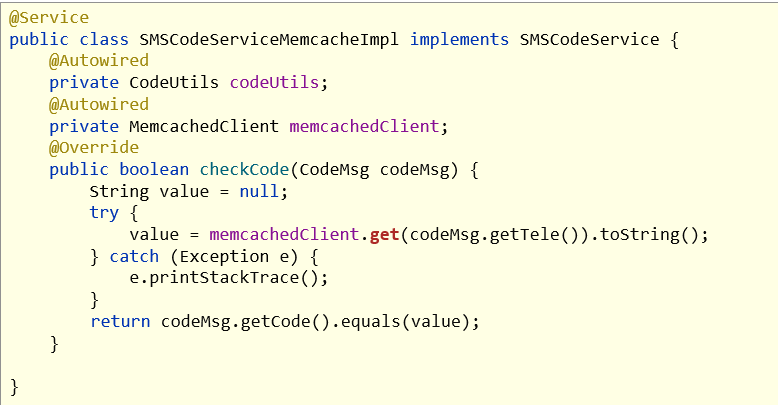 @Service
public class SMSCodeServiceMemcacheImpl implements SMSCodeService {
    @Autowired
    private CodeUtils codeUtils;
    @Autowired
    private MemcachedClient memcachedClient;
    @Override
    public boolean checkCode(CodeMsg codeMsg) {
        String value = null;
        try {
            value = memcachedClient.get(codeMsg.getTele()).toString();
        } catch (Exception e) {
            e.printStackTrace();
        }
        return codeMsg.getCode().equals(value);
    }

}